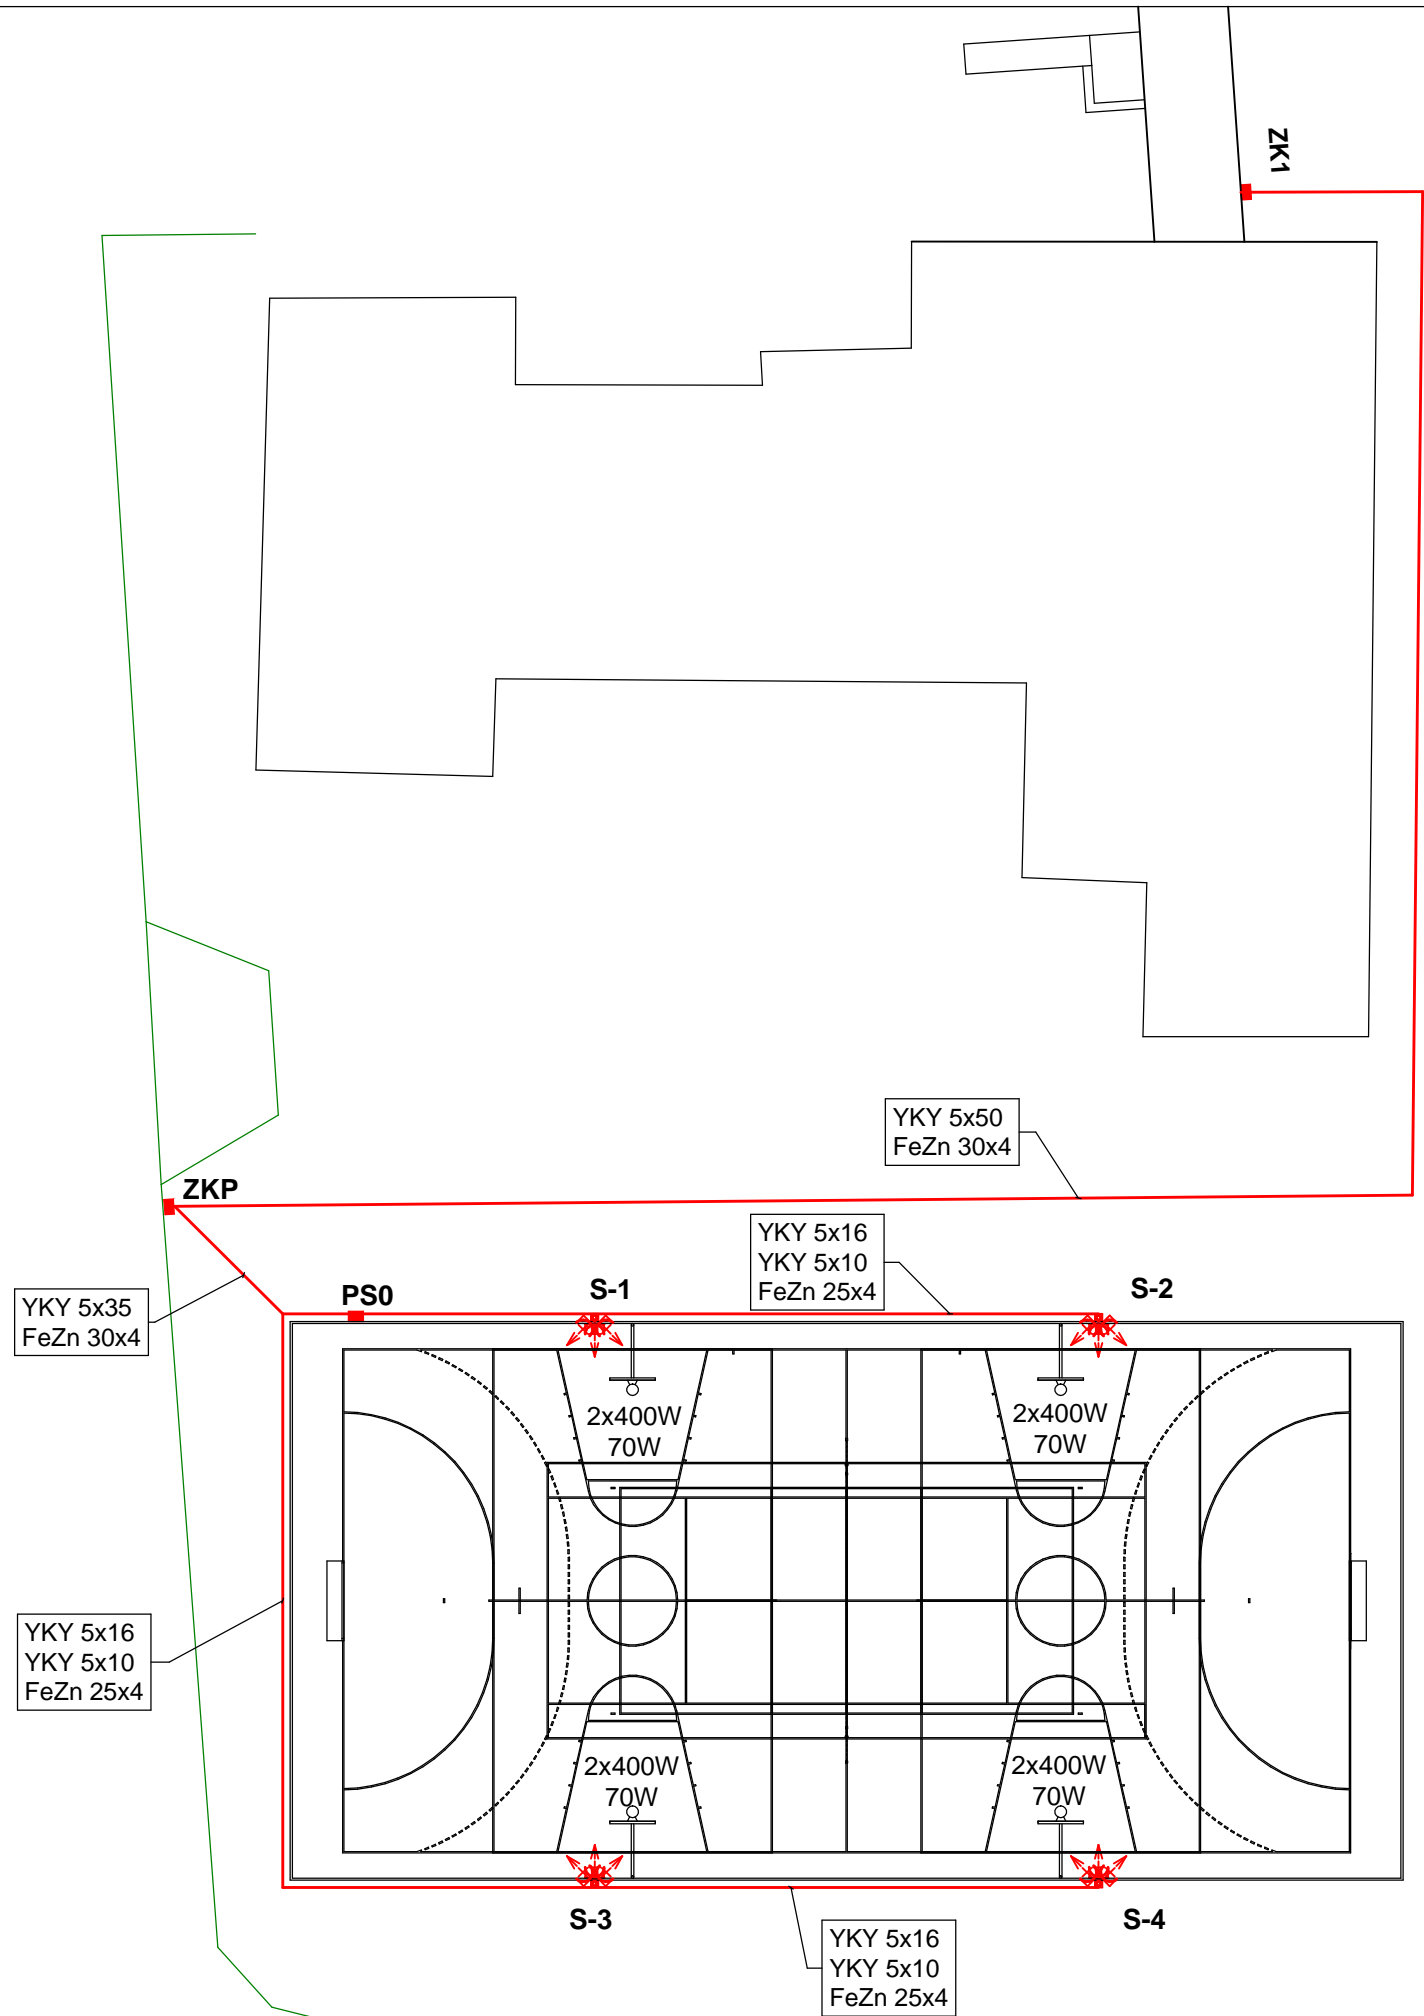 ZK1
YKY 5x50
FeZn 30x4
ZKP
YKY 5x16
YKY 5x10
FeZn 25x4
YKY 5x35
FeZn 30x4
PS0
S-1
S-2
2x400W
70W
2x400W
70W
YKY 5x16
YKY 5x10
FeZn 25x4
2x400W
70W
2x400W
70W
S-3
S-4
YKY 5x16
YKY 5x10
FeZn 25x4